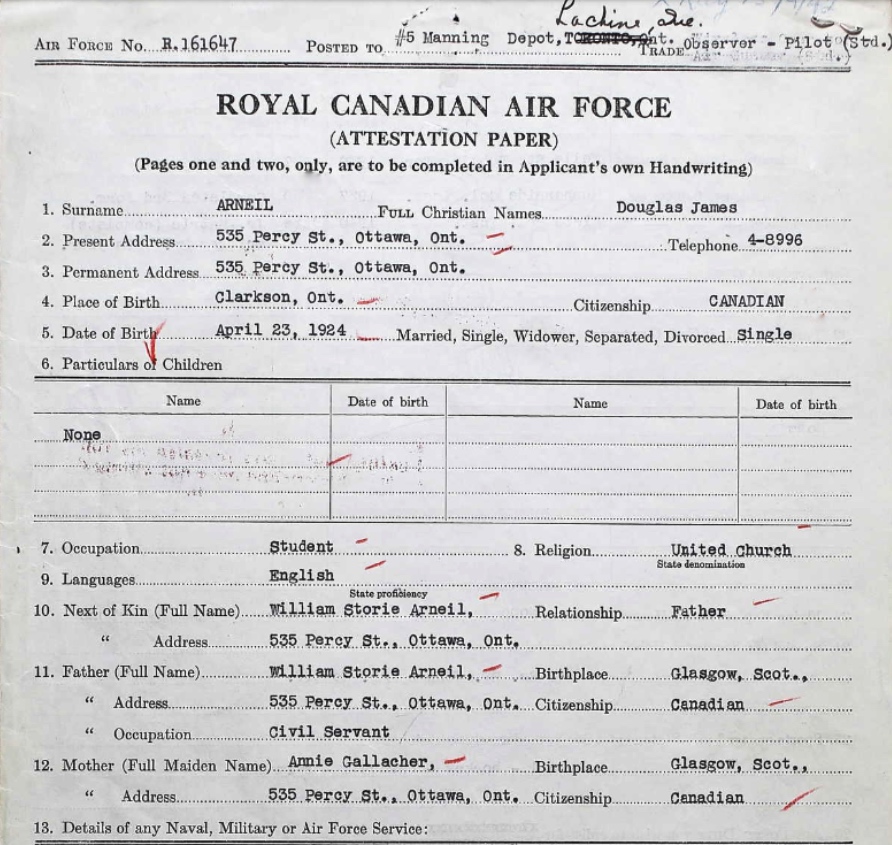 Lachine, Que.
AIR FORCE NO. R.161647 POSTED TO #5 Manning Depot, TORONTO, Ont. TRADE Observer - Pilot (Std.)
ROYAL CANADIAN AIR FORCE
(ATTESTATION PAPER)
(Pages one and two, only, are to be completed in Applicant's own Handwriting)
1. Surname ARNEIL FULL Christian Names Douglas James
2. Present Address 535 Percy St., Ottawa, Ont. Telephone 4-8996
3. Permanent Address 535 Percy St., Ottawa, Ont.
4. Place of Birth Clarkson, Ont. Citizenship CANADIAN
5. Date of Birth April 23, 1924 Married, Single, Widower, Separated, Divorced Single
6. Particulars of Children
Name Date of birth Name Date of birth
None
7. Occupation Student 8. Religion United Church
State denomination
9. Languages English
State proficiency
10. Next of Kin (Full Name) William Storie Arneil, Relationship Father
" Address 535 Percy St., Ottawa, Ont.
11. Father (Full Name) William Storie Arneil, Birthplace Glasgow, Scot.,
" Address 535 Percy St., Ottawa, Ont. Citizenship Canadian
" Occupation Civil Servant
12. Mother (Full Maiden Name) Annie Gallacher, Birthplace Glasgow, Scot.,
" Address 535 Percy St., Ottawa, Ont. Citizenship Canadian
13. Details of any Naval, Military or Air Force Service: